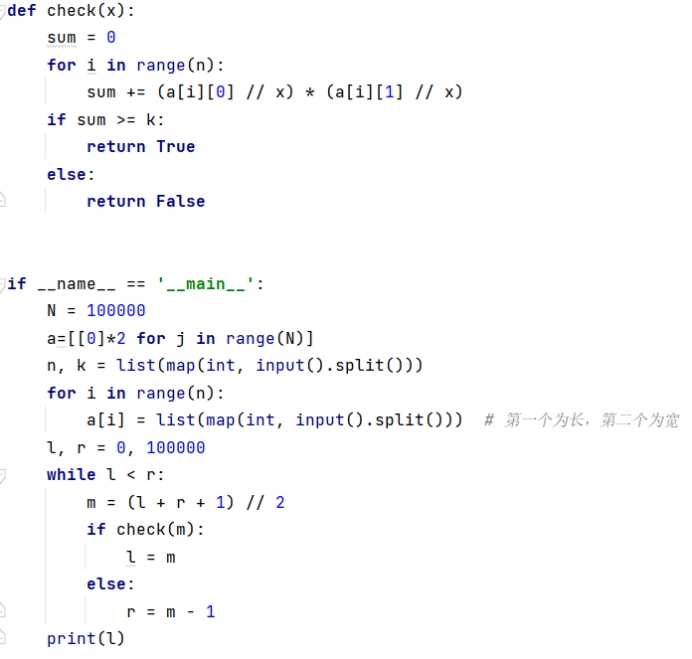 def check(x):
    sum = 0
    for i in range(n):
        sum += (a[i][0] // x) * (a[i][1] // x)
    if sum >= k:
        return True
    else:
        return False
if __name__ == '__main__':
    N = 100000
    a=[[0]*2 for j in range(N)]
    n, k = list(map(int, input().split()))
    for i in range(n):
        a[i] = list(map(int, input().split()))  # 第一个为长，第二个为宽
    l, r = 0, 100000
    while l < r:
        m = (l + r + 1) // 2
        if check(m):
            l = m
        else:
            r = m - 1
    print(l)